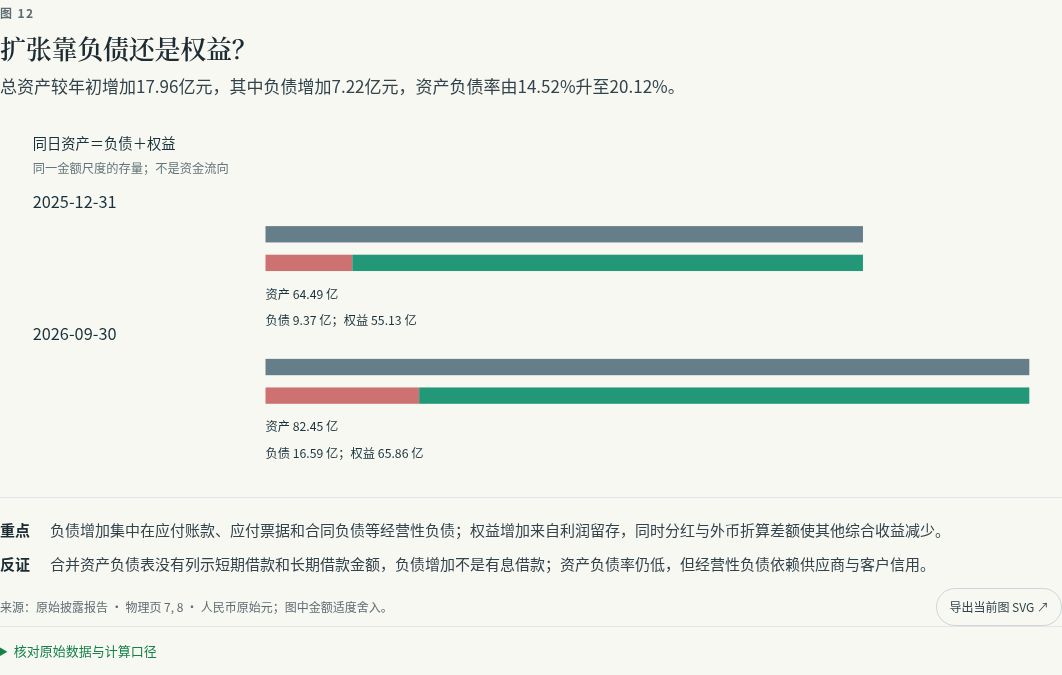 图 12
扩张靠负债还是权益?
总资产较年初增加17.96亿元，其中负债增加7.22亿元，资产负债率由14.52%升至20.12%。
同日资产＝负债＋权益
同一金额尺度的存量；不是资金流向
2025-12-31
资产 64.49 亿
负债 9.37 亿；权益 55.13 亿
2026-09-30
资产 82.45 亿
负债 16.59 亿；权益 65.86 亿
重点 负债增加集中在应付账款、应付票据和合同负债等经营性负债；权益增加来自利润留存，同时分红与外币折算差额使其他综合收益减少。
反证 合并资产负债表没有列示短期借款和长期借款金额，负债增加不是有息借款；资产负债率仍低，但经营性负债依赖供应商与客户信用。
来源：原始披露报告 · 物理页 7, 8 · 人民币原始元；图中金额适度舍入。
导出当前图 SVG ↗
▶ 核对原始数据与计算口径